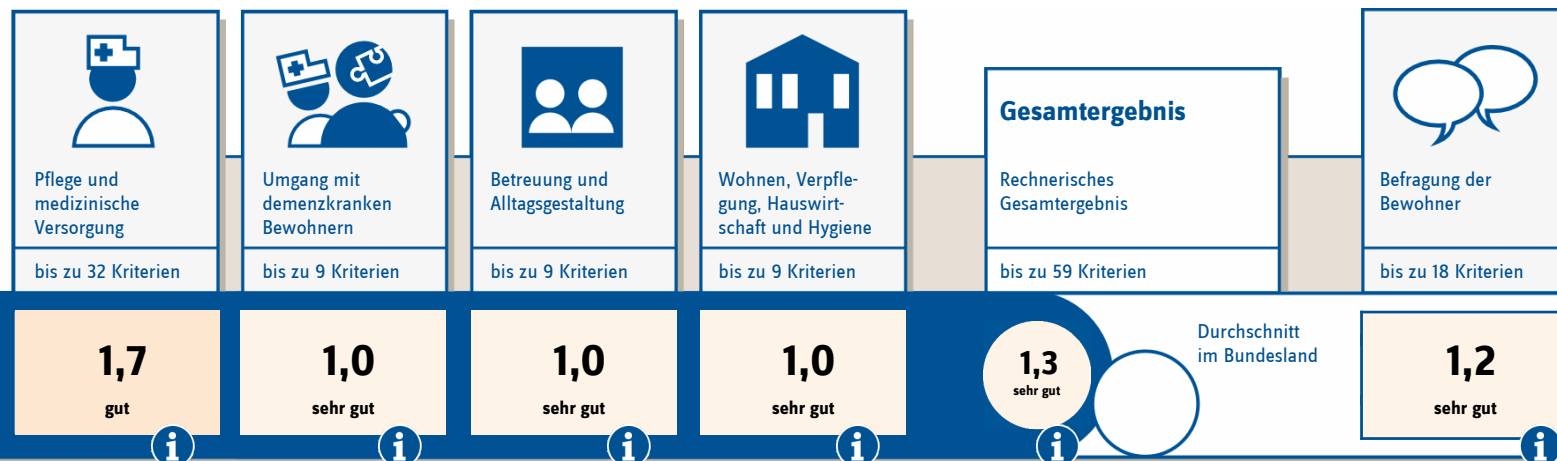 Pflege und
medizinische
Versorgung
bis zu 32 Kriterien
1,7
gut
i
Umgang mit
demenzkranken
Bewohnern
bis zu 9 Kriterien
1,0
sehr gut
i
Betreuung und
Alltagsgestaltung
bis zu 9 Kriterien
1,0
sehr gut
i
Wohnen, Verpfle-
gung, Hauswirt-
schaft und Hygiene
bis zu 9 Kriterien
1,0
sehr gut
i
Gesamtergebnis
Rechnerisches
Gesamtergebnis
bis zu 59 Kriterien
1,3
sehr gut
i
Durchschnitt
im Bundesland
Befragung der
Bewohner
bis zu 18 Kriterien
1,2
sehr gut
i